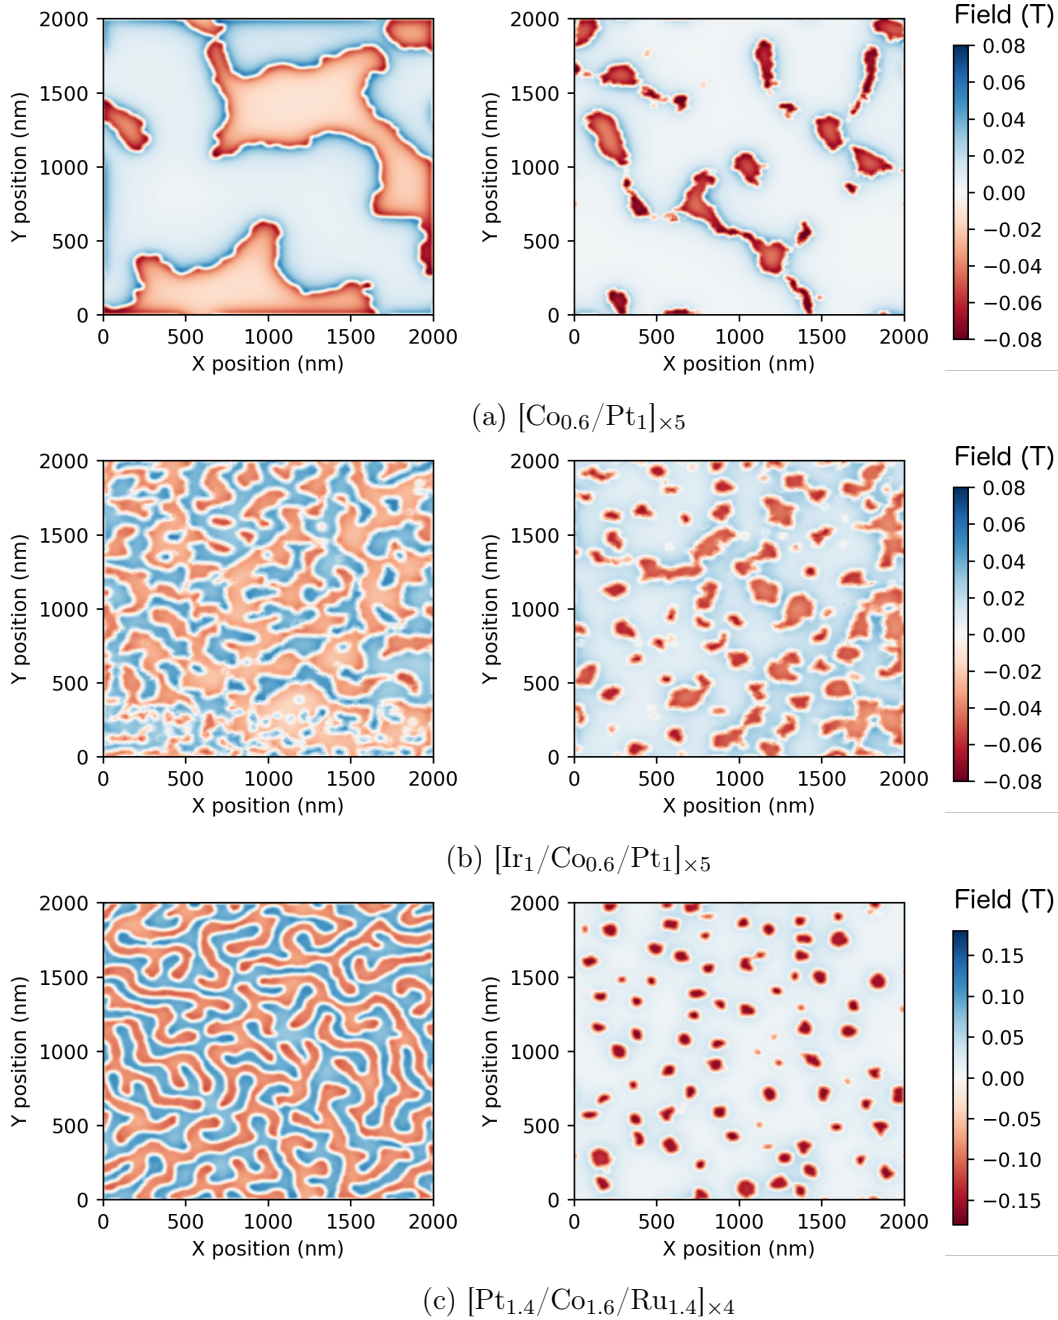 Field (T)
2000
1500
1000
500
0
Y position (nm)
0 500 1000 1500 2000
X position (nm)
2000
1500
1000
500
0
Y position (nm)
0 500 1000 1500 2000
X position (nm)
0.08
0.06
0.04
0.02
0.00
−0.02
−0.04
−0.06
−0.08
(a) [Co0.6/Pt1]×5
Field (T)
2000
1500
1000
500
0
Y position (nm)
0 500 1000 1500 2000
X position (nm)
2000
1500
1000
500
0
Y position (nm)
0 500 1000 1500 2000
X position (nm)
0.08
0.06
0.04
0.02
0.00
−0.02
−0.04
−0.06
−0.08
(b) [Ir1/Co0.6/Pt1]×5
Field (T)
2000
1500
1000
500
0
Y position (nm)
0 500 1000 1500 2000
X position (nm)
2000
1500
1000
500
0
Y position (nm)
0 500 1000 1500 2000
X position (nm)
0.15
0.10
0.05
0.00
−0.05
−0.10
−0.15
(c) [Pt1.4/Co1.6/Ru1.4]×4